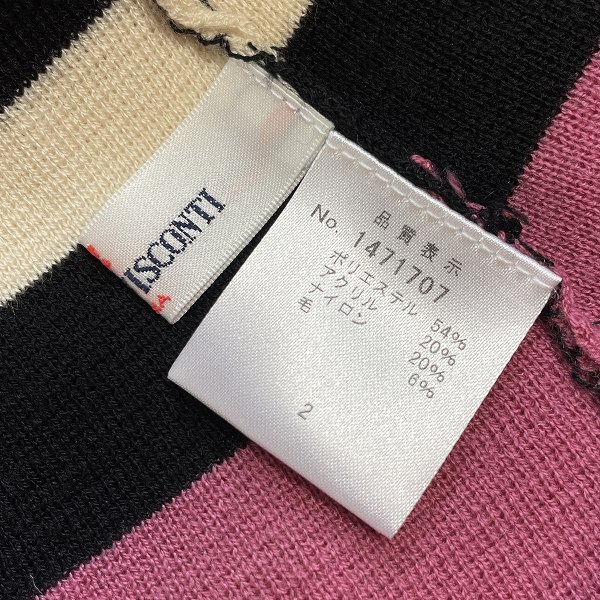 VISCONTI
品質表示
No. 1471707
ポリエステル 54%
アクリル 20%
ナイロン 20%
毛 6%
2